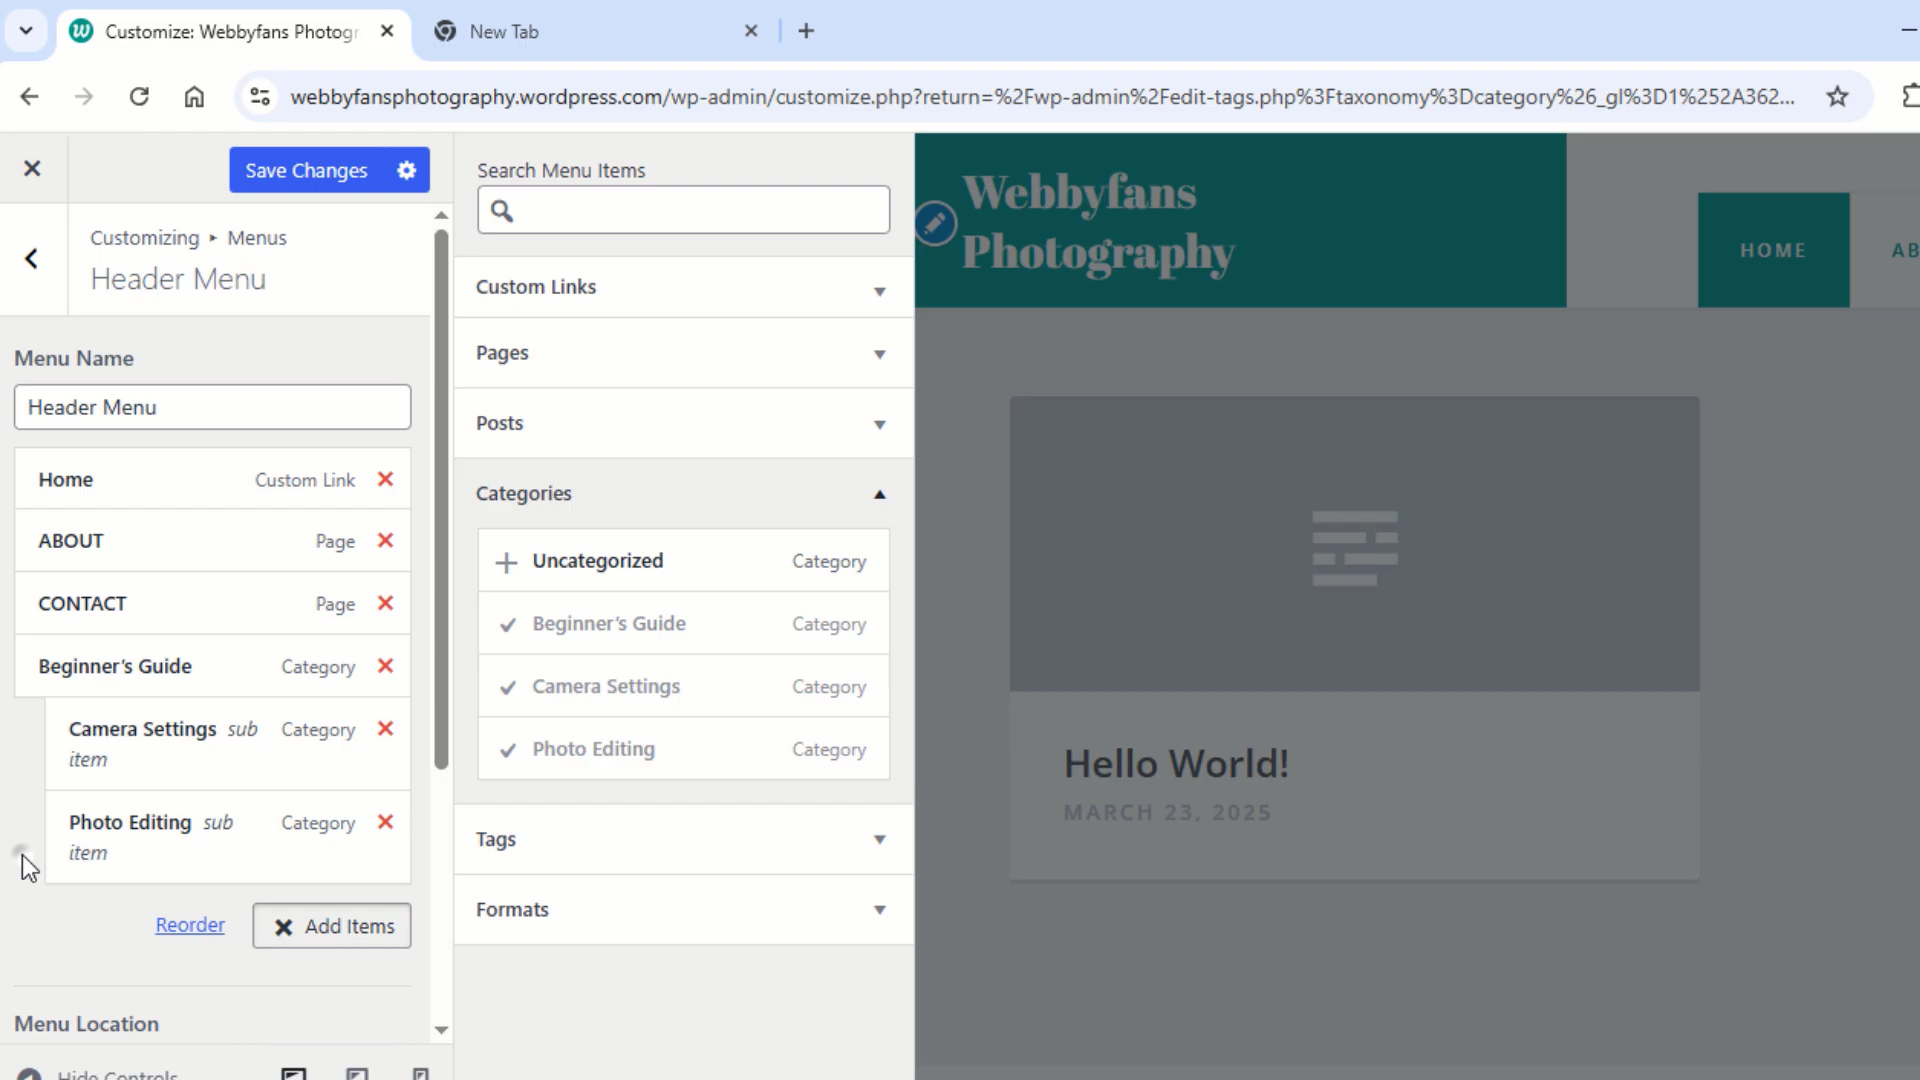 Customize: Webbyfans Photogr
New Tab
webbyfansphotography.wordpress.com/wp-admin/customize.php?return=%2Fwp-admin%2Fedit-tags.php%3Ftaxonomy%3Dcategory%26_gl%3D1%252A362...
Save Changes
Customizing ▸ Menus
Header Menu
Menu Name
Header Menu
Home Custom Link
ABOUT Page
CONTACT Page
Beginner's Guide Category
Camera Settings sub item Category
Photo Editing sub item Category
Reorder
Add Items
Menu Location
Hide Controls
Search Menu Items
Custom Links
Pages
Posts
Categories
Uncategorized Category
Beginner's Guide Category
Camera Settings Category
Photo Editing Category
Tags
Formats
Webbyfans
Photography
HOME
AB
Hello World!
MARCH 23, 2025